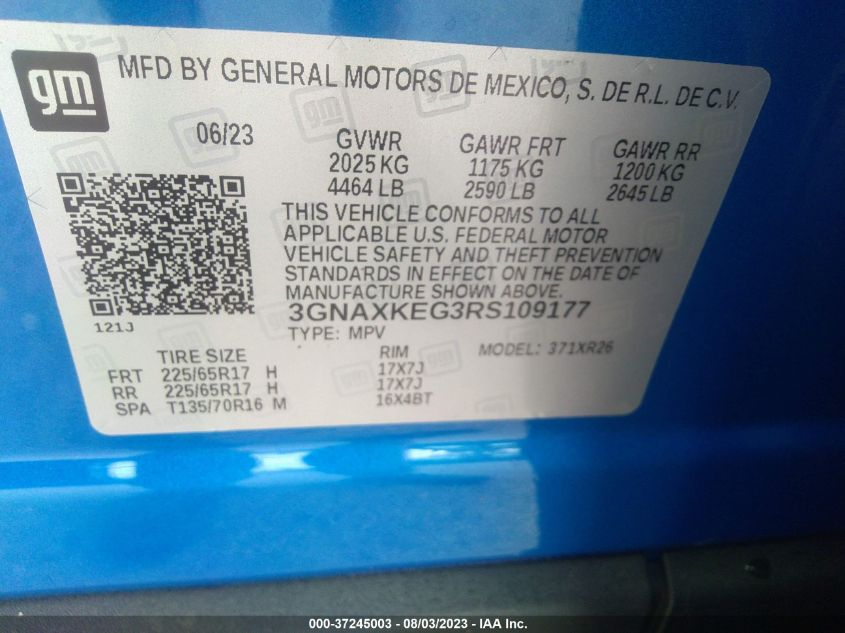 gm
MFD BY GENERAL MOTORS DE MEXICO, S. DE R.L. DE C.V.
06/23 GVWR GAWR FRT GAWR RR
2025 KG 1175 KG 1200 KG
4464 LB 2590 LB 2645 LB
THIS VEHICLE CONFORMS TO ALL
APPLICABLE U.S. FEDERAL MOTOR
VEHICLE SAFETY AND THEFT PREVENTION
STANDARDS IN EFFECT ON THE DATE OF
MANUFACTURE SHOWN ABOVE.
3GNAXKEG3RS109177
121J
TYPE: MPV
MODEL: 371XR26
TIRE SIZE RIM
FRT 225/65R17 H 17X7J
RR 225/65R17 H 17X7J
SPA T135/70R16 M 16X4BT
000-37245003 - 08/03/2023 - IAA Inc.